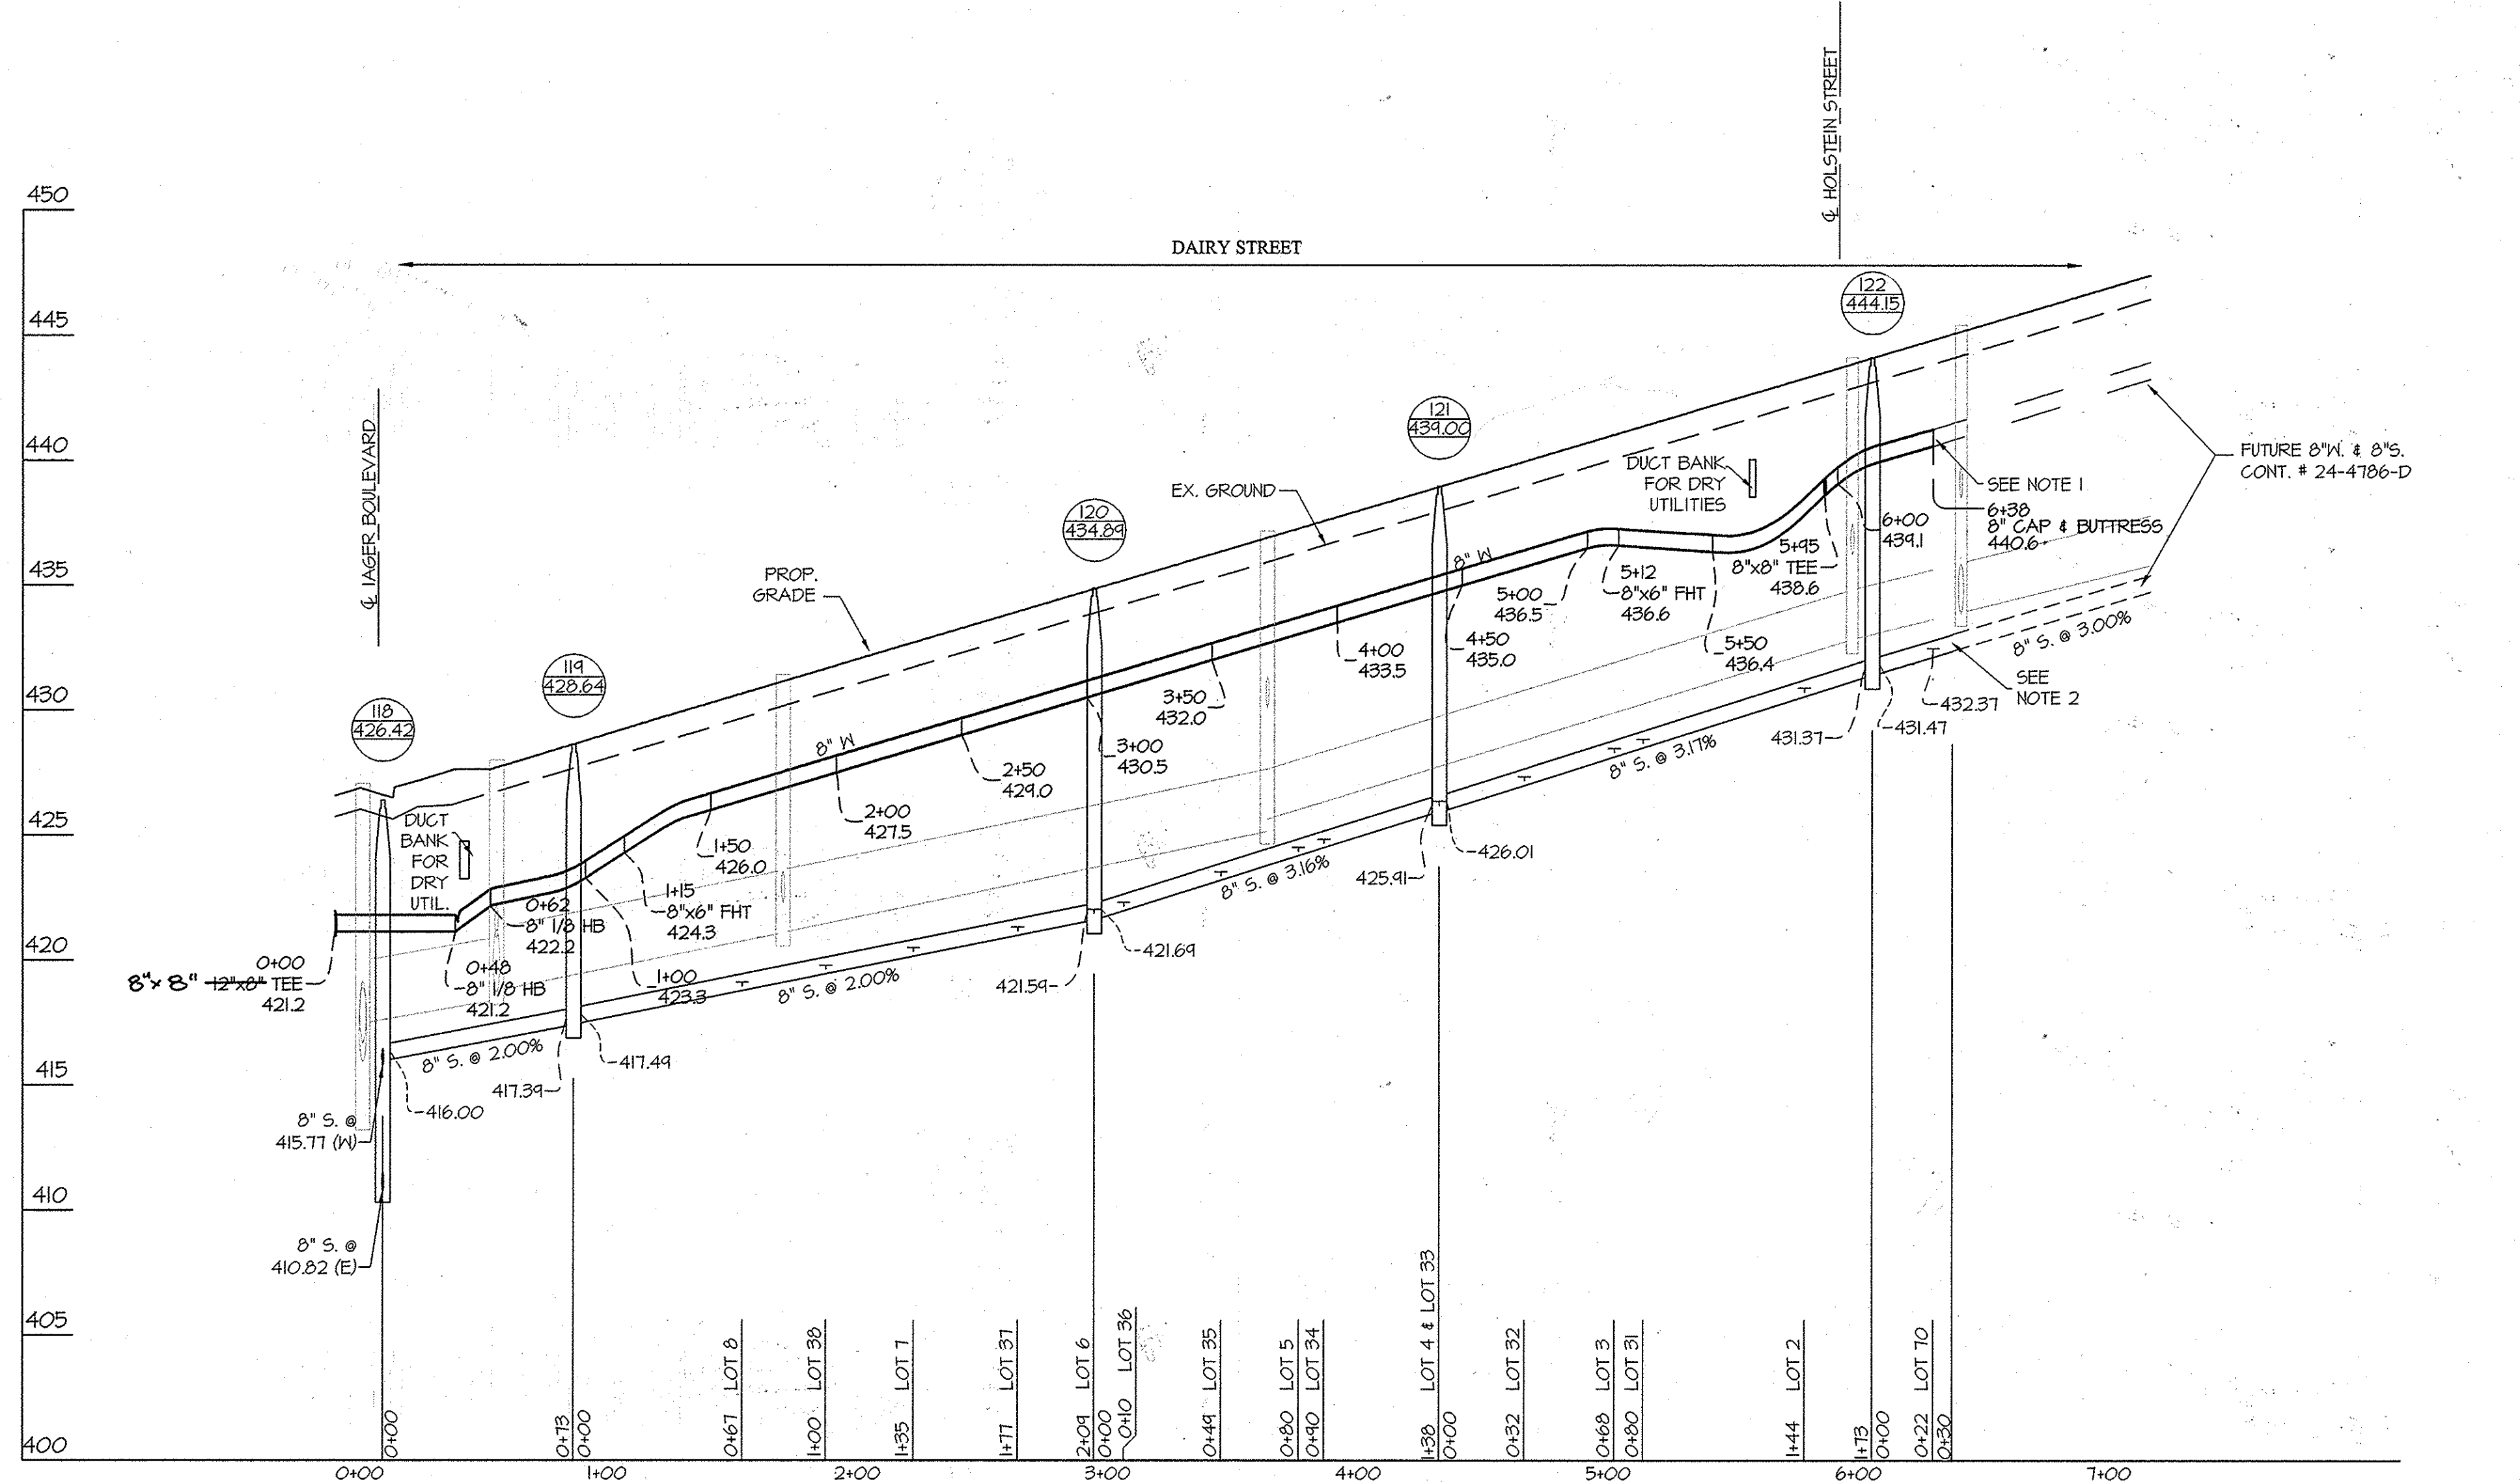 450
445
440
435
430
425
420
415
410
405
400
℄ HOLSTEIN STREET
DAIRY STREET
122
444.15
121
439.00
120
434.89
119
428.64
118
426.42
℄ IAGER BOULEVARD
EX. GROUND
PROP.
GRADE
DUCT BANK
FOR DRY
UTILITIES
FUTURE 8"W. & 8"S.
CONT. # 24-4786-D
SEE NOTE 1
6+38
8" CAP & BUTTRESS
440.6
6+00
439.1
5+95
8"x8" TEE
438.6
5+50
436.4
5+12
8"x6" FHT
436.6
5+00
436.5
8" W
4+50
435.0
4+00
433.5
3+50
432.0
3+00
430.5
2+50
429.0
8" W
2+00
427.5
1+50
426.0
1+15
8"x6" FHT
424.3
1+00
423.3
0+62
8" 1/8 HB
422.2
0+48
8" 1/8 HB
421.2
DUCT
BANK
FOR
DRY
UTIL.
0+00
8"x8" 12"x8" TEE
421.2
8" S. @ 2.00%
8" S. @ 2.00%
8" S. @ 3.16%
8" S. @ 3.17%
8" S. @ 3.00%
SEE
NOTE 2
432.37
431.47
431.37
426.01
425.91
421.69
421.59
417.49
417.39
416.00
8" S. @
415.77 (W)
8" S. @
410.82 (E)
0+00
0+73
0+00
0+67 LOT 8
1+00 LOT 38
1+35 LOT 7
1+77 LOT 37
2+09 LOT 6
0+00
0+10 LOT 36
0+49 LOT 35
0+80 LOT 5
0+90 LOT 34
1+38 LOT 4 & LOT 33
0+00
0+32 LOT 32
0+68 LOT 3
0+80 LOT 31
1+44 LOT 2
1+73
0+00
0+22 LOT 70
0+30
0+00 1+00 2+00 3+00 4+00 5+00 6+00 7+00